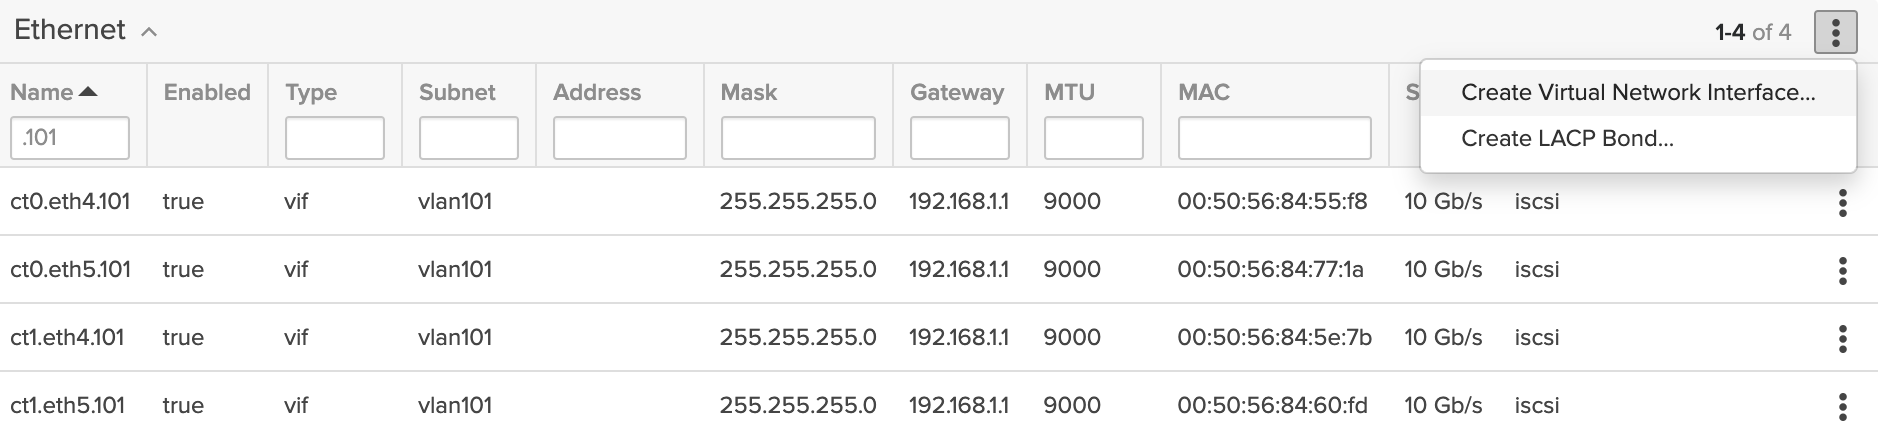 Ethernet 1-4 of 4
Name Enabled Type Subnet Address Mask Gateway MTU MAC S
Create Virtual Network Interface...
.101
Create LACP Bond...
ct0.eth4.101 true vif vlan101 255.255.255.0 192.168.1.1 9000 00:50:56:84:55:f8 10 Gb/s iscsi
ct0.eth5.101 true vif vlan101 255.255.255.0 192.168.1.1 9000 00:50:56:84:77:1a 10 Gb/s iscsi
ct1.eth4.101 true vif vlan101 255.255.255.0 192.168.1.1 9000 00:50:56:84:5e:7b 10 Gb/s iscsi
ct1.eth5.101 true vif vlan101 255.255.255.0 192.168.1.1 9000 00:50:56:84:60:fd 10 Gb/s iscsi